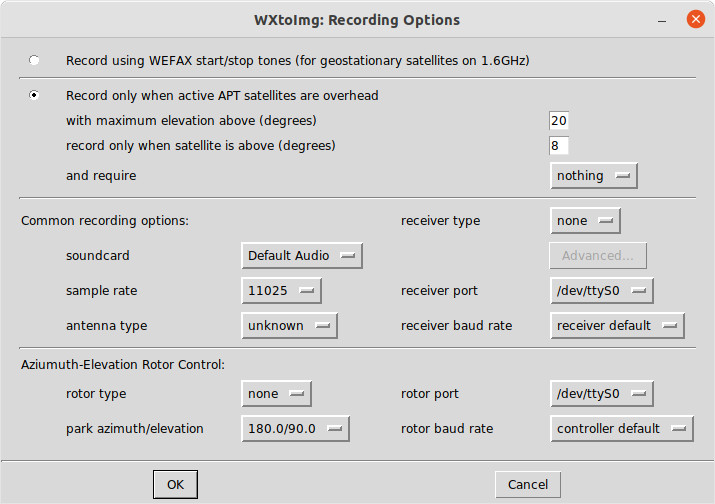 WXtoImg: Recording Options
Record using WEFAX start/stop tones (for geostationary satellites on 1.6GHz)
Record only when active APT satellites are overhead
with maximum elevation above (degrees) 20
record only when satellite is above (degrees) 8
and require nothing
Common recording options: receiver type none
soundcard Default Audio Advanced...
sample rate 11025 receiver port /dev/ttyS0
antenna type unknown receiver baud rate receiver default
Aziumuth-Elevation Rotor Control:
rotor type none rotor port /dev/ttyS0
park azimuth/elevation 180.0/90.0 rotor baud rate controller default
OK Cancel